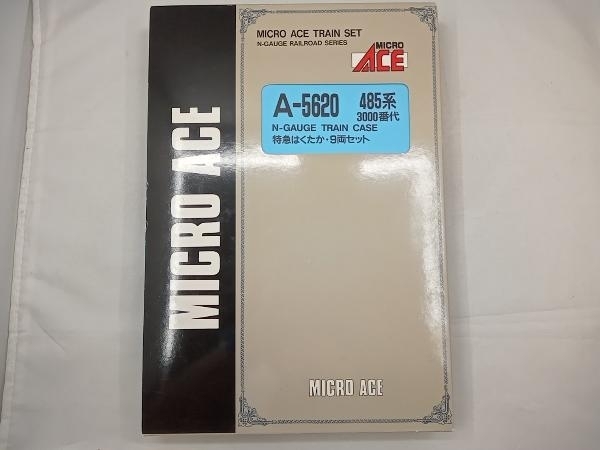 MICRO ACE TRAIN SET
N-GAUGE RAILROAD SERIES
MICRO
ACE
A-5620 485系
3000番代
N-GAUGE TRAIN CASE
特急はくたか・9両セット
MICRO ACE
MICRO ACE